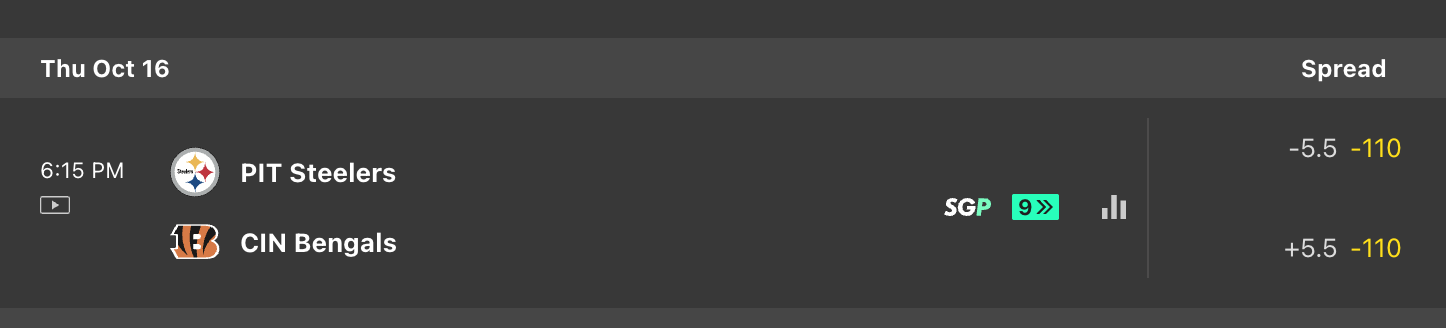 Thu Oct 16 Spread
6:15 PM
Steelers
PIT Steelers
CIN Bengals
SGP 9
-5.5 -110
+5.5 -110